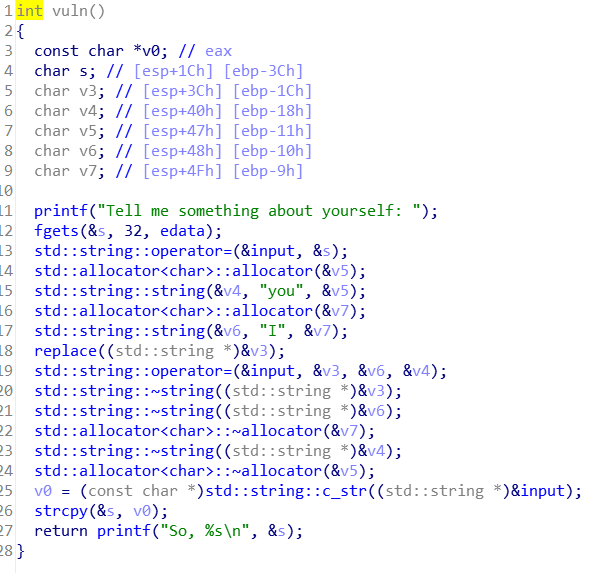 1 int vuln()
2 {
3 const char *v0; // eax
4 char s; // [esp+1Ch] [ebp-3Ch]
5 char v3; // [esp+3Ch] [ebp-1Ch]
6 char v4; // [esp+40h] [ebp-18h]
7 char v5; // [esp+47h] [ebp-11h]
8 char v6; // [esp+48h] [ebp-10h]
9 char v7; // [esp+4Fh] [ebp-9h]
10
11 printf("Tell me something about yourself: ");
12 fgets(&s, 32, edata);
13 std::string::operator=(&input, &s);
14 std::allocator<char>::allocator(&v5);
15 std::string::string(&v4, "you", &v5);
16 std::allocator<char>::allocator(&v7);
17 std::string::string(&v6, "I", &v7);
18 replace((std::string *)&v3);
19 std::string::operator=(&input, &v3, &v6, &v4);
20 std::string::~string((std::string *)&v3);
21 std::string::~string((std::string *)&v6);
22 std::allocator<char>::~allocator(&v7);
23 std::string::~string((std::string *)&v4);
24 std::allocator<char>::~allocator(&v5);
25 v0 = (const char *)std::string::c_str((std::string *)&input);
26 strcpy(&s, v0);
27 return printf("So, %s\n", &s);
28 }